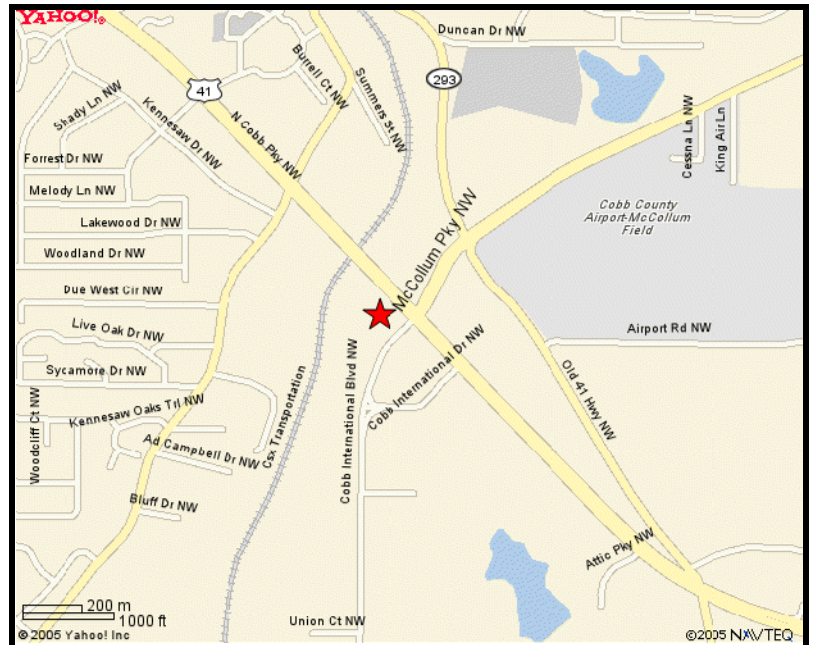 YAHOO!®
Duncan Dr NW
Burrell Ct NW
Summers St NW
293
41
Shady Ln NW
Kennesaw Dr NW
N Cobb Pky NW
Cessna Ln NW
King Air Ln
Forrest Dr NW
Melody Ln NW
Lakewood Dr NW
Woodland Dr NW
McCollum Pky NW
Cobb County
Airport-McCollum
Field
Due West Cir NW
Live Oak Dr NW
Airport Rd NW
Sycamore Dr NW
Cobb International Dr NW
Cobb International Blvd NW
Old 41 Hwy NW
Kennesaw Oaks Trl NW
Woodcliff Ct NW
Csx Transportation
Ad Campbell Dr NW
Bluff Dr NW
Attic Pky NW
200 m
1000 ft
Union Ct NW
©2005 Yahoo! Inc
©2005 NAVTEQ